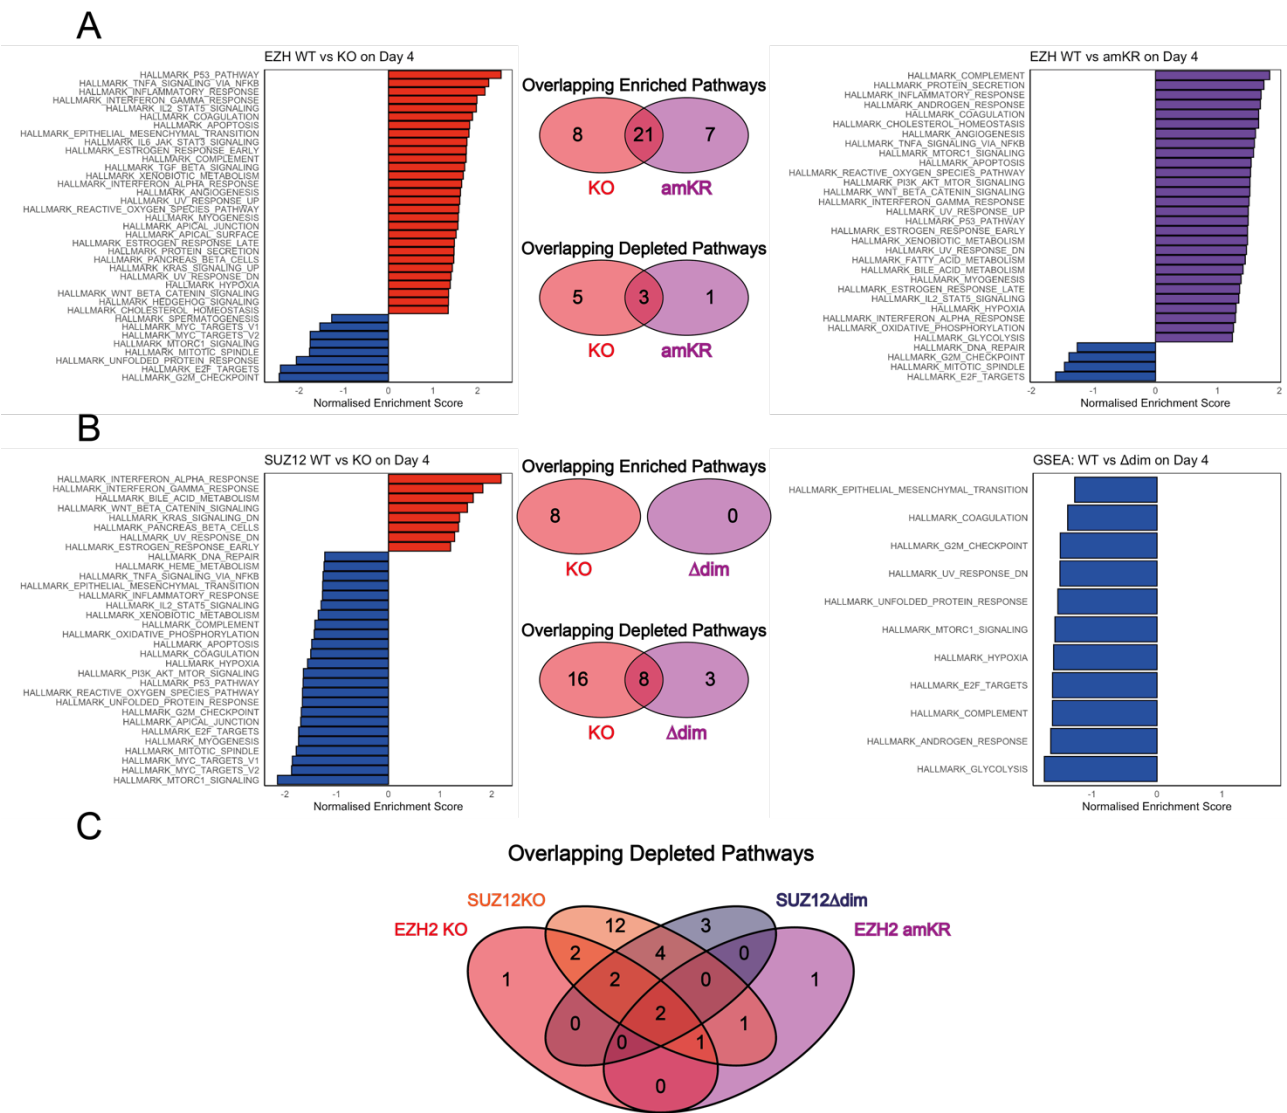 A
EZH WT vs KO on Day 4
HALLMARK_P53_PATHWAY
HALLMARK_TNFA_SIGNALING_VIA_NFKB
HALLMARK_INFLAMMATORY_RESPONSE
HALLMARK_INTERFERON_GAMMA_RESPONSE
HALLMARK_IL2_STAT5_SIGNALING
HALLMARK_COAGULATION
HALLMARK_APOPTOSIS
HALLMARK_EPITHELIAL_MESENCHYMAL_TRANSITION
HALLMARK_IL6_JAK_STAT3_SIGNALING
HALLMARK_ESTROGEN_RESPONSE_EARLY
HALLMARK_COMPLEMENT
HALLMARK_TGF_BETA_SIGNALING
HALLMARK_XENOBIOTIC_METABOLISM
HALLMARK_INTERFERON_ALPHA_RESPONSE
HALLMARK_ANGIOGENESIS
HALLMARK_UV_RESPONSE_UP
HALLMARK_REACTIVE_OXYGEN_SPECIES_PATHWAY
HALLMARK_MYOGENESIS
HALLMARK_APICAL_JUNCTION
HALLMARK_APICAL_SURFACE
HALLMARK_ESTROGEN_RESPONSE_LATE
HALLMARK_PROTEIN_SECRETION
HALLMARK_PANCREAS_BETA_CELLS
HALLMARK_KRAS_SIGNALING_UP
HALLMARK_UV_RESPONSE_DN
HALLMARK_HYPOXIA
HALLMARK_WNT_BETA_CATENIN_SIGNALING
HALLMARK_HEDGEHOG_SIGNALING
HALLMARK_CHOLESTEROL_HOMEOSTASIS
HALLMARK_SPERMATOGENESIS
HALLMARK_MYC_TARGETS_V1
HALLMARK_MYC_TARGETS_V2
HALLMARK_MTORC1_SIGNALING
HALLMARK_MITOTIC_SPINDLE
HALLMARK_UNFOLDED_PROTEIN_RESPONSE
HALLMARK_E2F_TARGETS
HALLMARK_G2M_CHECKPOINT
-2 -1 0 1 2
Normalised Enrichment Score
Overlapping Enriched Pathways
8 21 7
KO amKR
Overlapping Depleted Pathways
5 3 1
KO amKR
EZH WT vs amKR on Day 4
HALLMARK_COMPLEMENT
HALLMARK_PROTEIN_SECRETION
HALLMARK_INFLAMMATORY_RESPONSE
HALLMARK_ANDROGEN_RESPONSE
HALLMARK_COAGULATION
HALLMARK_CHOLESTEROL_HOMEOSTASIS
HALLMARK_ANGIOGENESIS
HALLMARK_TNFA_SIGNALING_VIA_NFKB
HALLMARK_MTORC1_SIGNALING
HALLMARK_APOPTOSIS
HALLMARK_REACTIVE_OXYGEN_SPECIES_PATHWAY
HALLMARK_PI3K_AKT_MTOR_SIGNALING
HALLMARK_WNT_BETA_CATENIN_SIGNALING
HALLMARK_INTERFERON_GAMMA_RESPONSE
HALLMARK_UV_RESPONSE_UP
HALLMARK_P53_PATHWAY
HALLMARK_ESTROGEN_RESPONSE_EARLY
HALLMARK_XENOBIOTIC_METABOLISM
HALLMARK_UV_RESPONSE_DN
HALLMARK_FATTY_ACID_METABOLISM
HALLMARK_BILE_ACID_METABOLISM
HALLMARK_MYOGENESIS
HALLMARK_ESTROGEN_RESPONSE_LATE
HALLMARK_IL2_STAT5_SIGNALING
HALLMARK_HYPOXIA
HALLMARK_INTERFERON_ALPHA_RESPONSE
HALLMARK_OXIDATIVE_PHOSPHORYLATION
HALLMARK_GLYCOLYSIS
HALLMARK_DNA_REPAIR
HALLMARK_G2M_CHECKPOINT
HALLMARK_MITOTIC_SPINDLE
HALLMARK_E2F_TARGETS
-2 -1 0 1 2
Normalised Enrichment Score
B
SUZ12 WT vs KO on Day 4
HALLMARK_INTERFERON_ALPHA_RESPONSE
HALLMARK_INTERFERON_GAMMA_RESPONSE
HALLMARK_BILE_ACID_METABOLISM
HALLMARK_WNT_BETA_CATENIN_SIGNALING
HALLMARK_KRAS_SIGNALING_DN
HALLMARK_PANCREAS_BETA_CELLS
HALLMARK_UV_RESPONSE_DN
HALLMARK_ESTROGEN_RESPONSE_EARLY
HALLMARK_DNA_REPAIR
HALLMARK_HEME_METABOLISM
HALLMARK_TNFA_SIGNALING_VIA_NFKB
HALLMARK_EPITHELIAL_MESENCHYMAL_TRANSITION
HALLMARK_INFLAMMATORY_RESPONSE
HALLMARK_IL2_STAT5_SIGNALING
HALLMARK_XENOBIOTIC_METABOLISM
HALLMARK_COMPLEMENT
HALLMARK_OXIDATIVE_PHOSPHORYLATION
HALLMARK_APOPTOSIS
HALLMARK_COAGULATION
HALLMARK_HYPOXIA
HALLMARK_PI3K_AKT_MTOR_SIGNALING
HALLMARK_P53_PATHWAY
HALLMARK_REACTIVE_OXYGEN_SPECIES_PATHWAY
HALLMARK_UNFOLDED_PROTEIN_RESPONSE
HALLMARK_G2M_CHECKPOINT
HALLMARK_APICAL_JUNCTION
HALLMARK_E2F_TARGETS
HALLMARK_MYOGENESIS
HALLMARK_MITOTIC_SPINDLE
HALLMARK_MYC_TARGETS_V1
HALLMARK_MYC_TARGETS_V2
HALLMARK_MTORC1_SIGNALING
-2 -1 0 1 2
Normalised Enrichment Score
Overlapping Enriched Pathways
8 0
KO Δdim
Overlapping Depleted Pathways
16 8 3
KO Δdim
GSEA: WT vs Δdim on Day 4
HALLMARK_EPITHELIAL_MESENCHYMAL_TRANSITION
HALLMARK_COAGULATION
HALLMARK_G2M_CHECKPOINT
HALLMARK_UV_RESPONSE_DN
HALLMARK_UNFOLDED_PROTEIN_RESPONSE
HALLMARK_MTORC1_SIGNALING
HALLMARK_HYPOXIA
HALLMARK_E2F_TARGETS
HALLMARK_COMPLEMENT
HALLMARK_ANDROGEN_RESPONSE
HALLMARK_GLYCOLYSIS
-1 0 1
Normalised Enrichment Score
C
Overlapping Depleted Pathways
SUZ12KO SUZ12Δdim
EZH2 KO EZH2 amKR
12 3
2 4 0
1 2 0 1
2
0 1
0 1
0